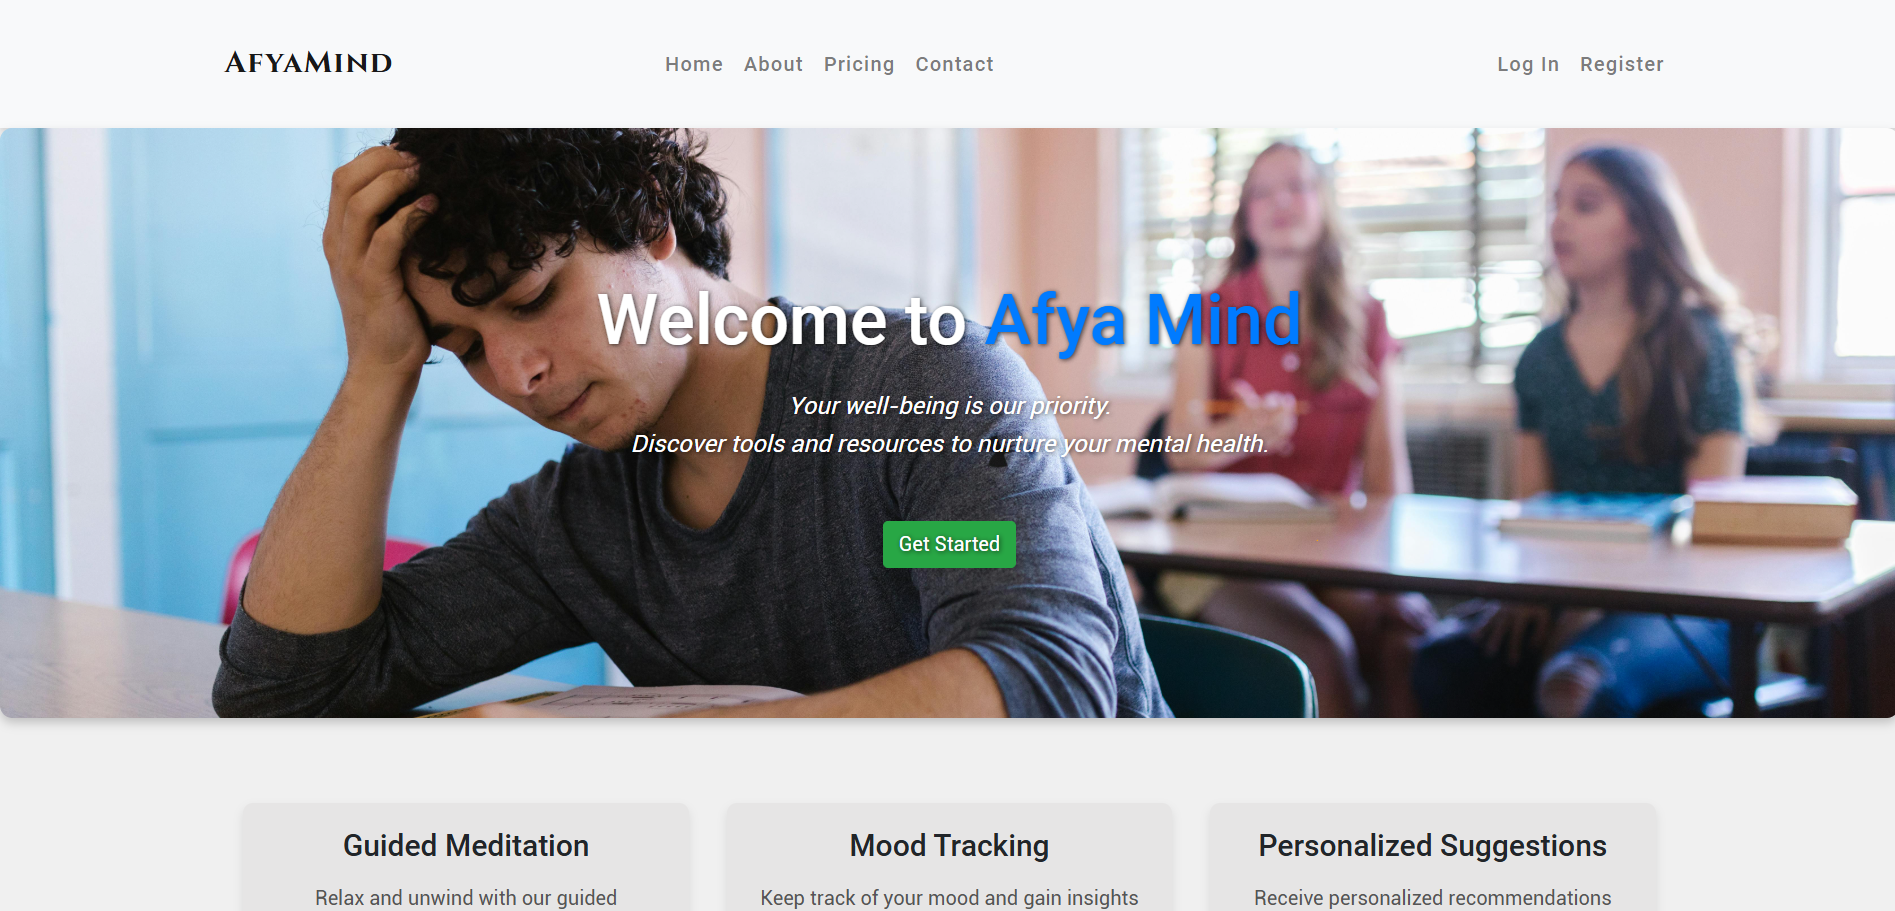 AfyaMind
Home About Pricing Contact
Log In Register
Welcome to Afya Mind
Your well-being is our priority.
Discover tools and resources to nurture your mental health.
Get Started
Guided Meditation
Relax and unwind with our guided
Mood Tracking
Keep track of your mood and gain insights
Personalized Suggestions
Receive personalized recommendations